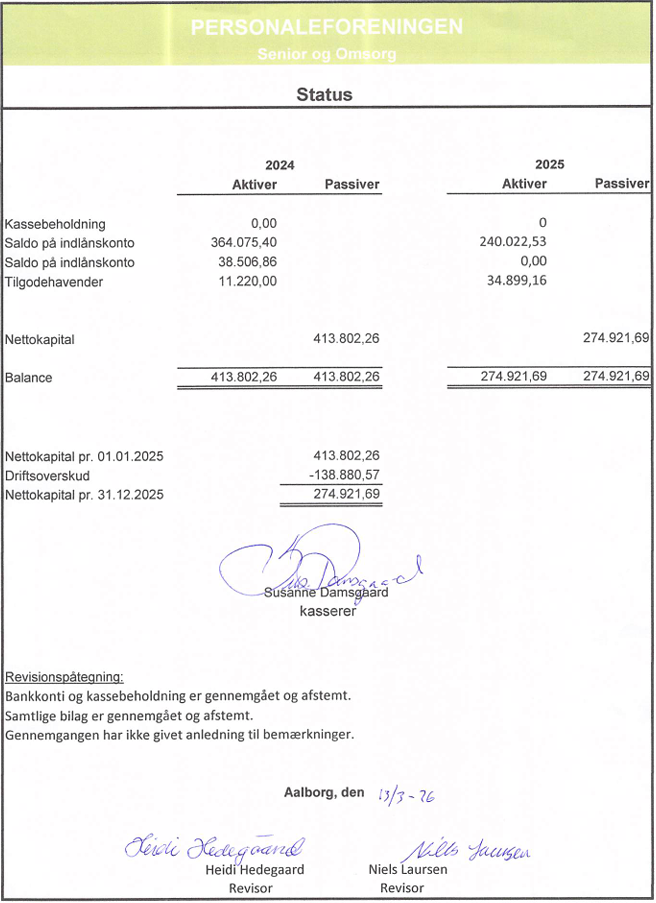 PERSONALEFORENINGEN
Senior og Omsorg
Status
2024 2025
Aktiver Passiver Aktiver Passiver
Kassebeholdning 0,00 0
Saldo på indlånskonto 364.075,40 240.022,53
Saldo på indlånskonto 38.506,86 0,00
Tilgodehavender 11.220,00 34.899,16
Nettokapital 413.802,26 274.921,69
Balance 413.802,26 413.802,26 274.921,69 274.921,69
Nettokapital pr. 01.01.2025 413.802,26
Driftsoverskud -138.880,57
Nettokapital pr. 31.12.2025 274.921,69
Sus. Damsgaard
Susanne Damsgaard
kasserer
Revisionspåtegning:
Bankkonti og kassebeholdning er gennemgået og afstemt.
Samtlige bilag er gennemgået og afstemt.
Gennemgangen har ikke givet anledning til bemærkninger.
Aalborg, den 13/3-26
Heidi Hedegaard Niels Laursen
Heidi Hedegaard Niels Laursen
Revisor Revisor